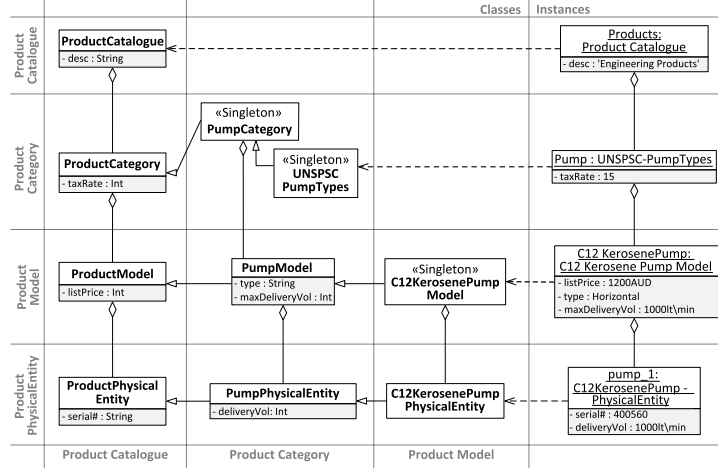 Classes
Instances
Product
Catalogue
ProductCatalogue
- desc : String
Products:
Product Catalogue
- desc : 'Engineering Products'
Product
Category
«Singleton»
PumpCategory
ProductCategory
- taxRate : Int
«Singleton»
UNSPSC
PumpTypes
Pump : UNSPSC-PumpTypes
- taxRate : 15
Product
Model
ProductModel
- listPrice : Int
PumpModel
- type : String
- maxDeliveryVol : Int
«Singleton»
C12KerosenePump
Model
C12 KerosenePump:
C12 Kerosene Pump Model
- listPrice : 1200AUD
- type : Horizontal
- maxDeliveryVol : 1000lt\min
Product
PhysicalEntity
ProductPhysical
Entity
- serial# : String
PumpPhysicalEntity
- deliveryVol: Int
C12KerosenePump
PhysicalEntity
pump_1:
C12KerosenePump -
PhysicalEntity
- serial# : 400560
- deliveryVol : 1000lt\min
Product Catalogue
Product Category
Product Model